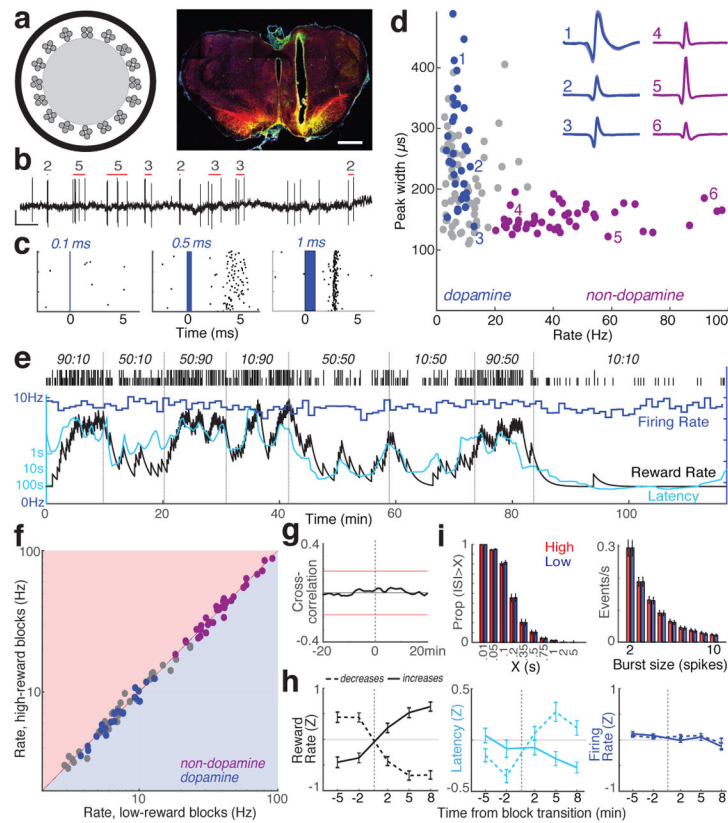 a
b
2 5 5 3 2 3 3 2
c
0.1 ms 0.5 ms 1 ms
0 5 0 5 0 5
Time (ms)
d
500
400
300
200
100
Peak width (µs)
1 4
2 5
3 6
1
2
3
4
5
6
dopamine non-dopamine
0 20 40 60 80 100
Rate (Hz)
e
90:10 50:10 50:90 10:90 50:50 10:50 90:50 10:10
10Hz
1s
10s
100s
0Hz
Firing Rate
Reward Rate
Latency
0 20 40 60 80 100
Time (min)
f
100
10
Rate, high-reward blocks (Hz)
non-dopamine
dopamine
10 100
Rate, low-reward blocks (Hz)
g
0.4
-0.4
Cross-
correlation
-20 0 20min
i
1
0
Prop (ISI>X)
High
Low
.01 .05 .1 .2 .35 .5 .75 1 2 5
X (s)
0.3
0
Events/s
2 10
Burst size (spikes)
h
decreases increases
1
-1
Reward
Rate (Z)
-5 -2 2 5 8
0.5
-0.5
Latency (Z)
-5 -2 2 5 8
1
-1
Firing
Rate (Z)
-5 -2 2 5 8
Time from block transition (min)